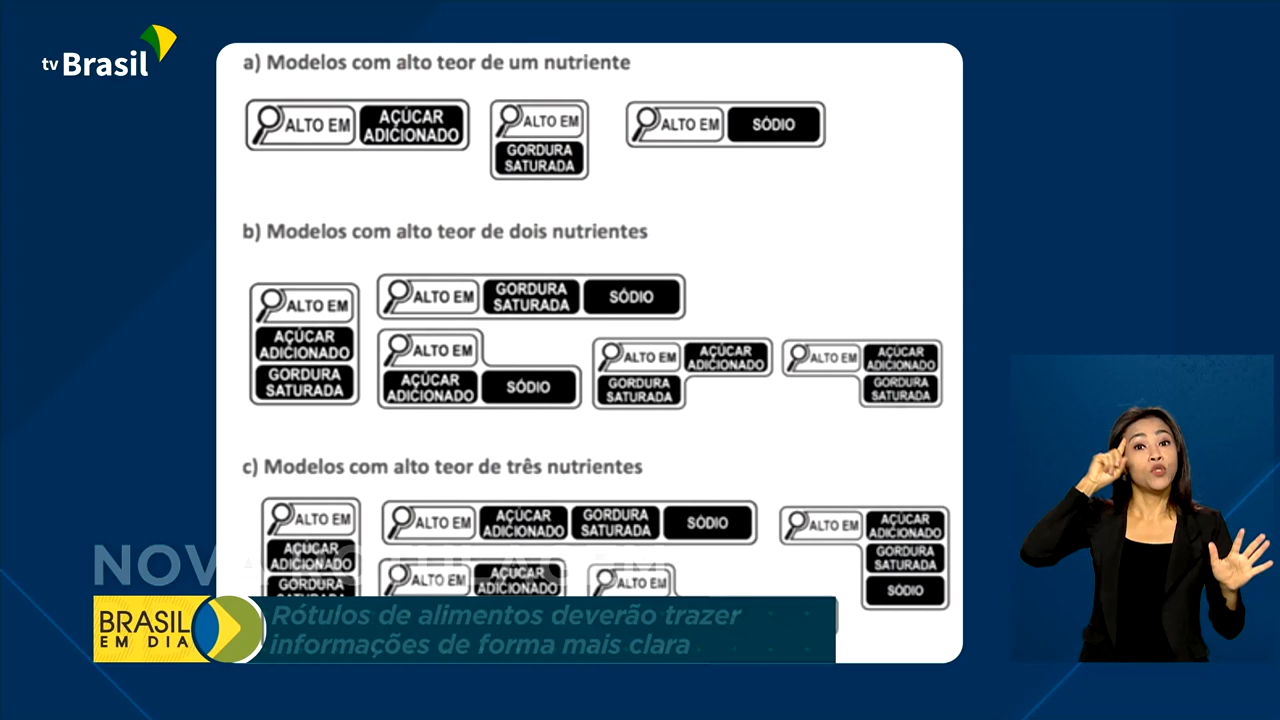 tv Brasil
a) Modelos com alto teor de um nutriente
ALTO EM
AÇÚCAR
ADICIONADO
ALTO EM
GORDURA
SATURADA
ALTO EM
SÓDIO
b) Modelos com alto teor de dois nutrientes
ALTO EM
AÇÚCAR
ADICIONADO
GORDURA
SATURADA
ALTO EM
GORDURA
SATURADA
SÓDIO
ALTO EM
AÇÚCAR
ADICIONADO
SÓDIO
ALTO EM
AÇÚCAR
ADICIONADO
GORDURA
SATURADA
ALTO EM
AÇÚCAR
ADICIONADO
GORDURA
SATURADA
c) Modelos com alto teor de três nutrientes
ALTO EM
AÇÚCAR
ADICIONADO
GORDURA
ALTO EM
AÇÚCAR
ADICIONADO
GORDURA
SATURADA
SÓDIO
ALTO EM
AÇÚCAR
ADICIONADO
GORDURA
SATURADA
SÓDIO
ALTO EM
AÇÚCAR
ADICIONADO
ALTO EM
BRASIL
EM DIA
Rótulos de alimentos deverão trazer
informações de forma mais clara